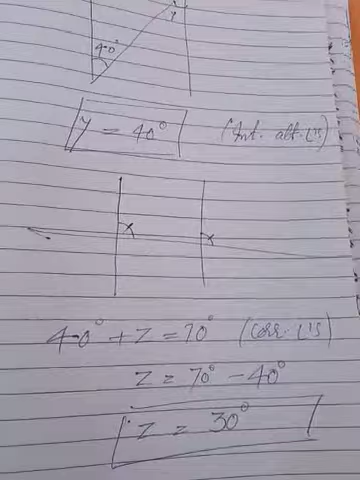 y
40°
y = 40° (Int. alt. L's)
x x
40° + z = 70° (corr. L's)
z = 70° - 40°
z = 30°